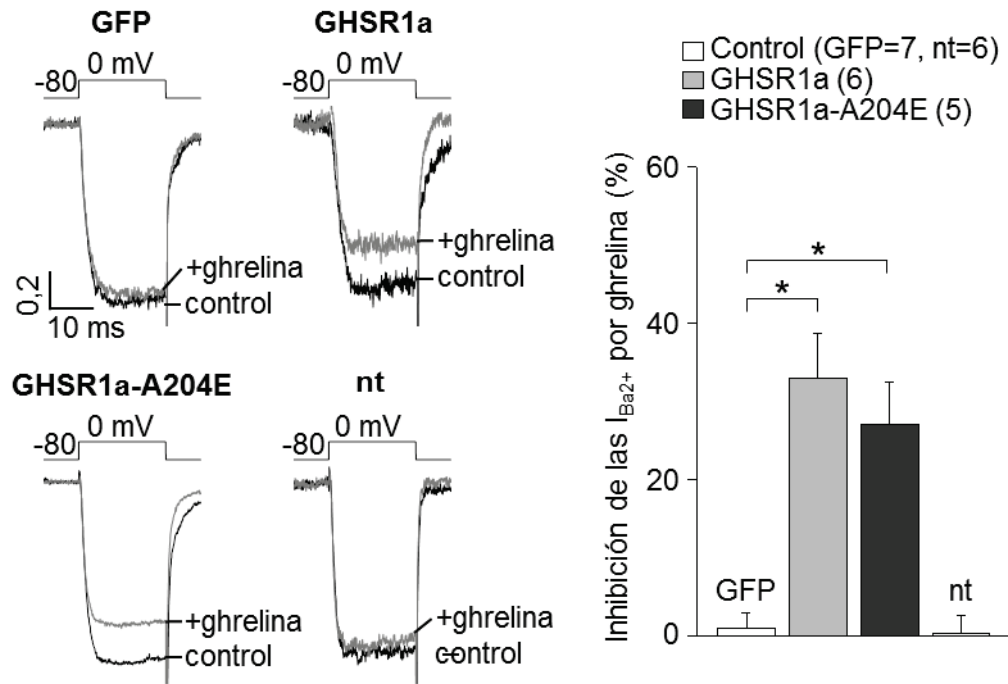 GFP
0 mV
-80
+ghrelina
control
0,2
10 ms
GHSR1a
0 mV
-80
+ghrelina
control
GHSR1a-A204E
0 mV
-80
+ghrelina
control
nt
0 mV
-80
+ghrelina
control
Control (GFP=7, nt=6)
GHSR1a (6)
GHSR1a-A204E (5)
Inhibición de las I_Ba2+ por ghrelina (%)
60
40
20
0
*
*
GFP
nt